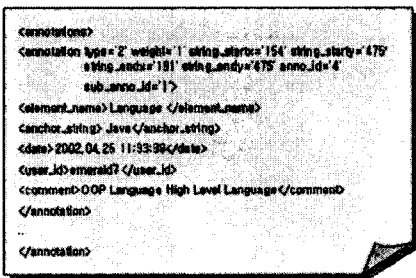 <annotations>
<annotation type='2' weight='1' string_startx='154' string_starty='475'
string_endx='191' string_endy='475' anno_id='4'
sub_anno_id='1'>
<element_name> Language </element_name>
<anchor_string> Java</anchor_string>
<date> 2002.04.25 11:33:39</date>
<user_id>emerald7 </user_id>
<comment>OOP Language High Level Language</comment>
</annotation>
..
</annotation>